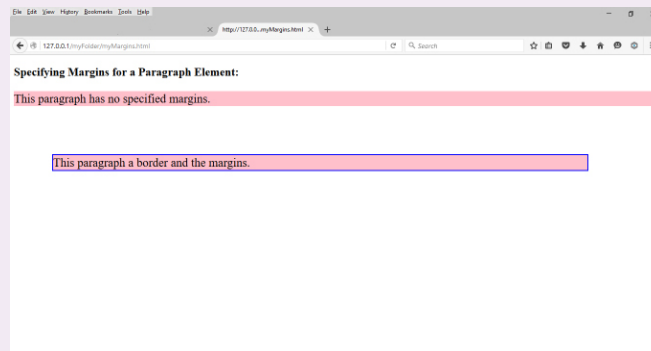 File Edit View History Bookmarks Tools Help
http://127.0.0...myMargins.html
127.0.0.1/myFolder/myMargins.html
Search
Specifying Margins for a Paragraph Element:
This paragraph has no specified margins.
This paragraph a border and the margins.